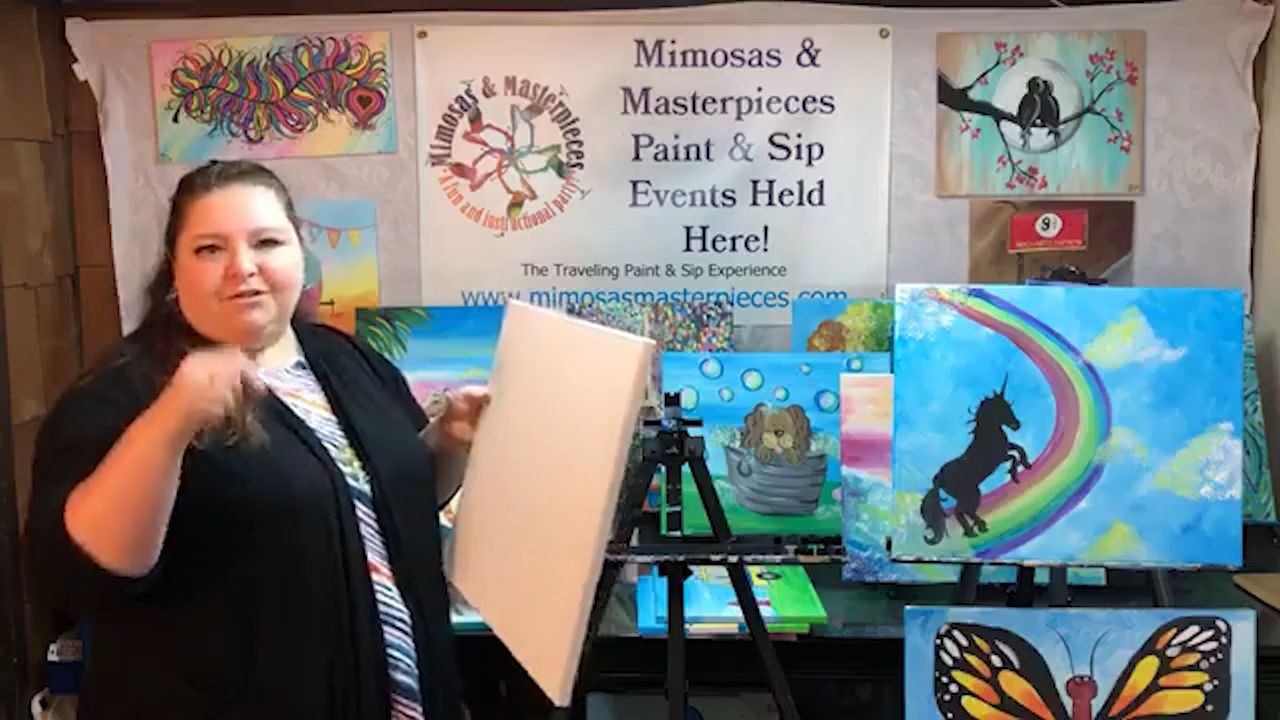 Mimosas & Masterpieces
A fun and instructional party!
Mimosas &
Masterpieces
Paint & Sip
Events Held
Here!
The Traveling Paint & Sip Experience
www.mimosasmasterpieces.com